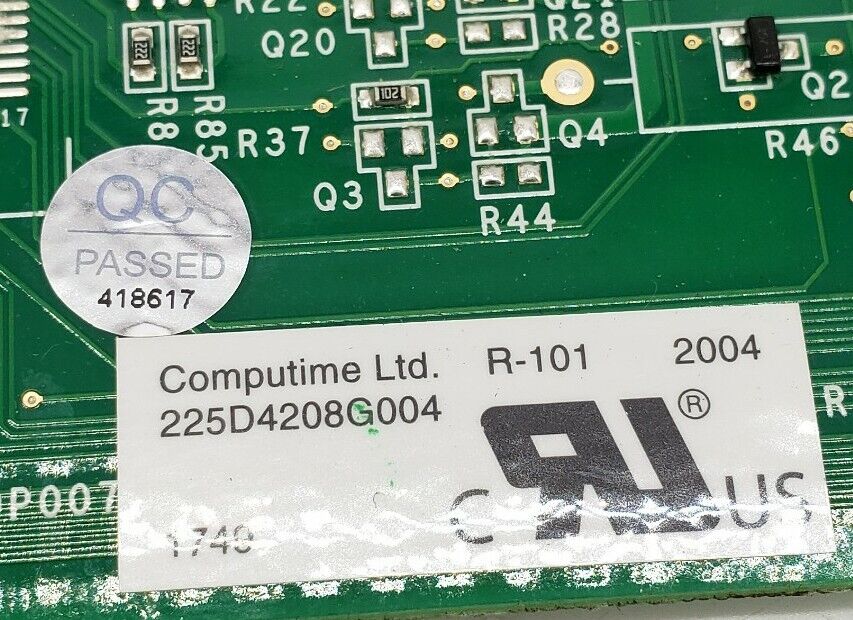 R22
Q21
Q20
R28
222
222
102
17
R8
R85
R37
Q4
Q2
R46
Q3
R44
QC
PASSED
418617
Computime Ltd. R-101 2004
225D4208G004
®
R
C US
P007